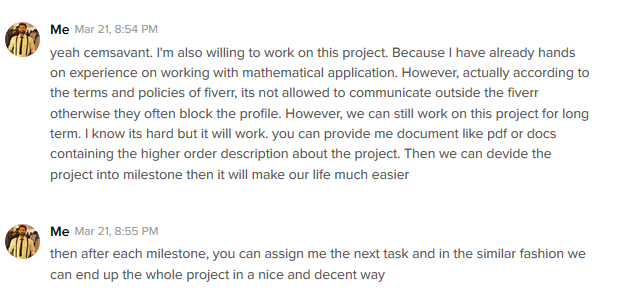 Me Mar 21, 8:54 PM
yeah cemsavant. I'm also willing to work on this project. Because I have already hands
on experience on working with mathematical application. However, actually according to
the terms and policies of fiverr, its not allowed to communicate outside the fiverr
otherwise they often block the profile. However, we can still work on this project for long
term. I know its hard but it will work. you can provide me document like pdf or docs
containing the higher order description about the project. Then we can devide the
project into milestone then it will make our life much easier
Me Mar 21, 8:55 PM
then after each milestone, you can assign me the next task and in the similar fashion we
can end up the whole project in a nice and decent way